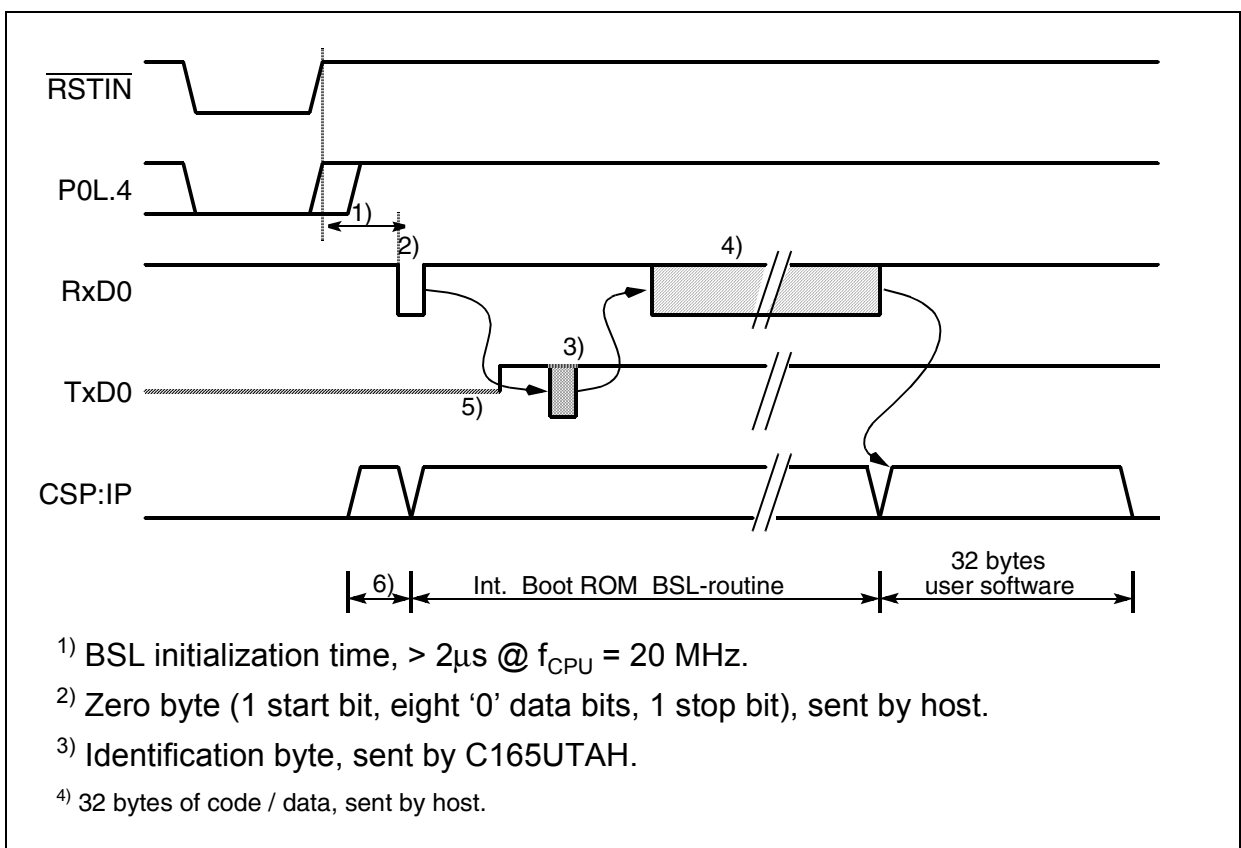 RSTIN
P0L.4
1)
2)
4)
RxD0
3)
TxD0
5)
CSP:IP
6)
Int. Boot ROM BSL-routine
32 bytes
user software
1) BSL initialization time, > 2μs @ fCPU = 20 MHz.
2) Zero byte (1 start bit, eight ‘0’ data bits, 1 stop bit), sent by host.
3) Identification byte, sent by C165UTAH.
4) 32 bytes of code / data, sent by host.